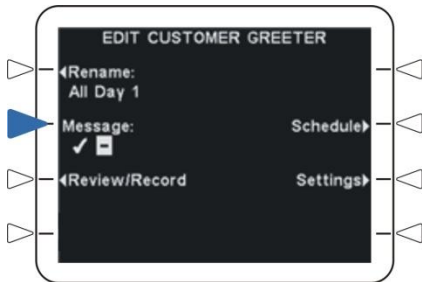 EDIT CUSTOMER GREETER
◀Rename:
All Day 1
Message:
Schedule▶
✓ −
◀Review/Record
Settings▶